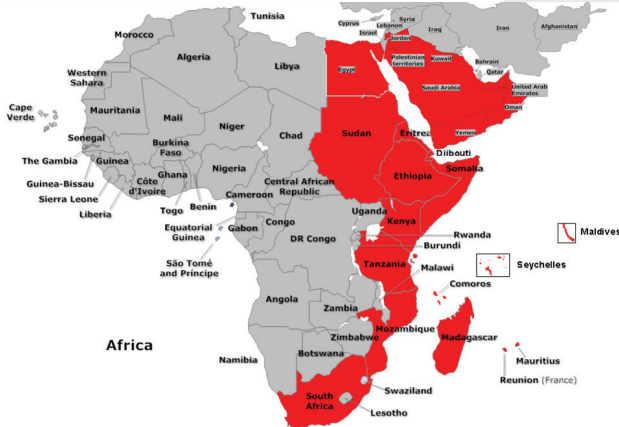 Tunisia
Cyprus
Syria
Lebanon
Israel
Iraq
Iran
Afghanistan
Morocco
Jordan
Algeria
Libya
Egypt
Palestinian
territories
Kuwait
Bahrain
Qatar
Western
Sahara
Saudi Arabia
United Arab
Emirates
Oman
Cape
Verde
Mauritania
Mali
Niger
Chad
Sudan
Eritrea
Yemen
Senegal
Burkina
Faso
Djibouti
The Gambia
Guinea
Nigeria
Somalia
Ethiopia
Guinea-Bissau
Côte
d'Ivoire
Ghana
Central African
Republic
Sierra Leone
Cameroon
Liberia
Togo
Benin
Uganda
Kenya
Equatorial
Guinea
Gabon
Congo
Rwanda
Maldives
DR Congo
Burundi
São Tomé
and Príncipe
Tanzania
Malawi
Seychelles
Comoros
Angola
Zambia
Mozambique
Africa
Zimbabwe
Madagascar
Namibia
Botswana
Mauritius
Reunion (France)
Swaziland
South
Africa
Lesotho